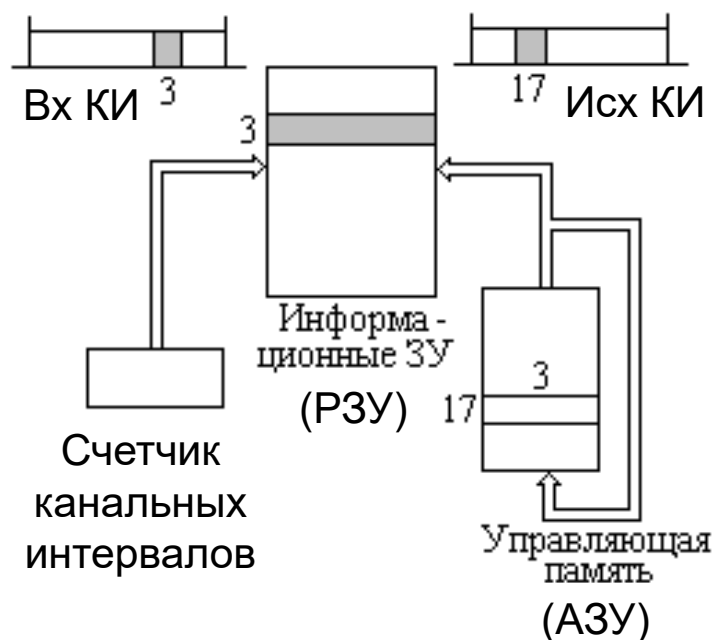 Вх КИ 3
17 Исх КИ
3
Информа -
ционные ЗУ
(РЗУ)
3
17
Счетчик
канальных
интервалов
Управляющая
память
(АЗУ)